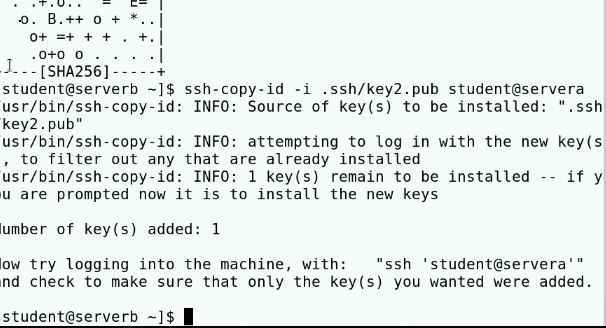 . .+.o.. = E= |
.o. B.++ o + *..|
o+ =+ + + . +.|
.o+o o . . . .|
----[SHA256]-----+
student@serverb ~]$ ssh-copy-id -i .ssh/key2.pub student@servera
usr/bin/ssh-copy-id: INFO: Source of key(s) to be installed: ".ssh
key2.pub"
usr/bin/ssh-copy-id: INFO: attempting to log in with the new key(s
, to filter out any that are already installed
usr/bin/ssh-copy-id: INFO: 1 key(s) remain to be installed -- if y
u are prompted now it is to install the new keys
umber of key(s) added: 1
ow try logging into the machine, with: "ssh 'student@servera'"
nd check to make sure that only the key(s) you wanted were added.
student@serverb ~]$